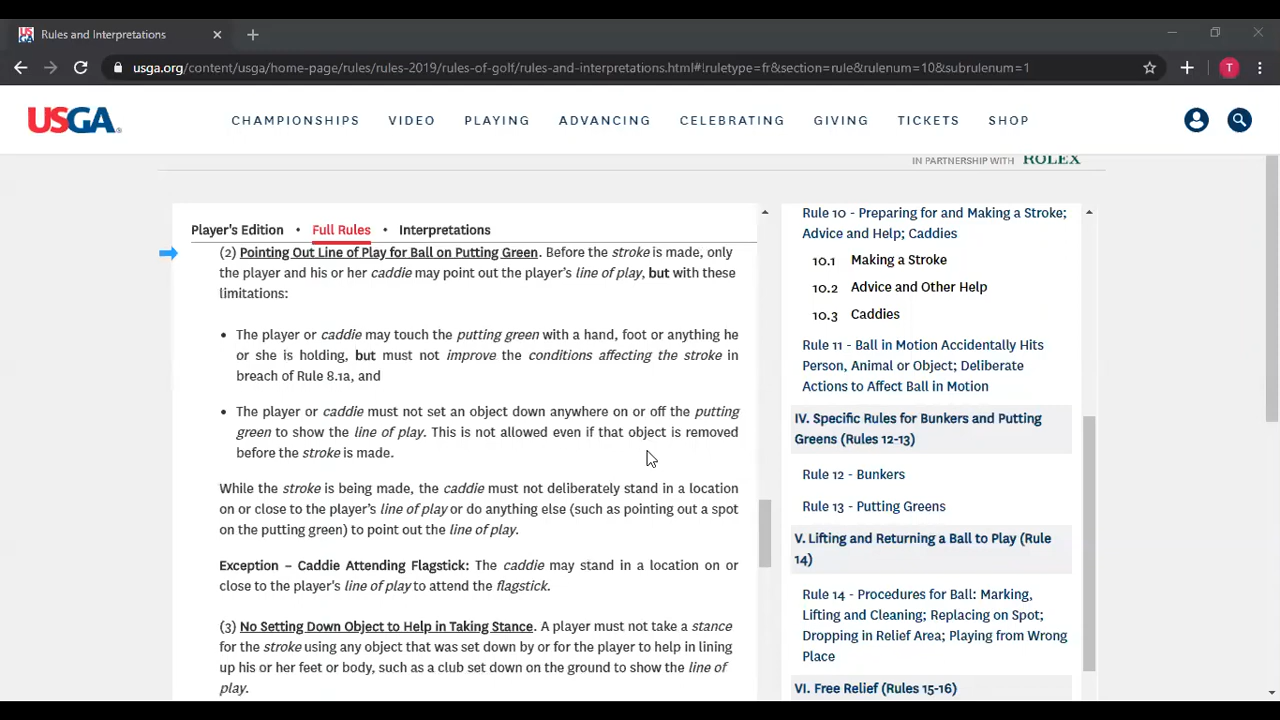 Rules and Interpretations
usga.org/content/usga/home-page/rules/rules-2019/rules-of-golf/rules-and-interpretations.html#!ruletype=fr&section=rule&rulenum=10&subrulenum=1
T
USGA
CHAMPIONSHIPS VIDEO PLAYING ADVANCING CELEBRATING GIVING TICKETS SHOP
IN PARTNERSHIP WITH ROLEX
Player's Edition • Full Rules • Interpretations
(2) Pointing Out Line of Play for Ball on Putting Green. Before the stroke is made, only
the player and his or her caddie may point out the player's line of play, but with these
limitations:
• The player or caddie may touch the putting green with a hand, foot or anything he
or she is holding, but must not improve the conditions affecting the stroke in
breach of Rule 8.1a, and
• The player or caddie must not set an object down anywhere on or off the putting
green to show the line of play. This is not allowed even if that object is removed
before the stroke is made.
While the stroke is being made, the caddie must not deliberately stand in a location
on or close to the player's line of play or do anything else (such as pointing out a spot
on the putting green) to point out the line of play.
Exception – Caddie Attending Flagstick: The caddie may stand in a location on or
close to the player's line of play to attend the flagstick.
(3) No Setting Down Object to Help in Taking Stance. A player must not take a stance
for the stroke using any object that was set down by or for the player to help in lining
up his or her feet or body, such as a club set down on the ground to show the line of
play.
Rule 10 - Preparing for and Making a Stroke;
Advice and Help; Caddies
10.1 Making a Stroke
10.2 Advice and Other Help
10.3 Caddies
Rule 11 - Ball in Motion Accidentally Hits
Person, Animal or Object; Deliberate
Actions to Affect Ball in Motion
IV. Specific Rules for Bunkers and Putting
Greens (Rules 12-13)
Rule 12 - Bunkers
Rule 13 - Putting Greens
V. Lifting and Returning a Ball to Play (Rule
14)
Rule 14 - Procedures for Ball: Marking,
Lifting and Cleaning; Replacing on Spot;
Dropping in Relief Area; Playing from Wrong
Place
VI. Free Relief (Rules 15-16)